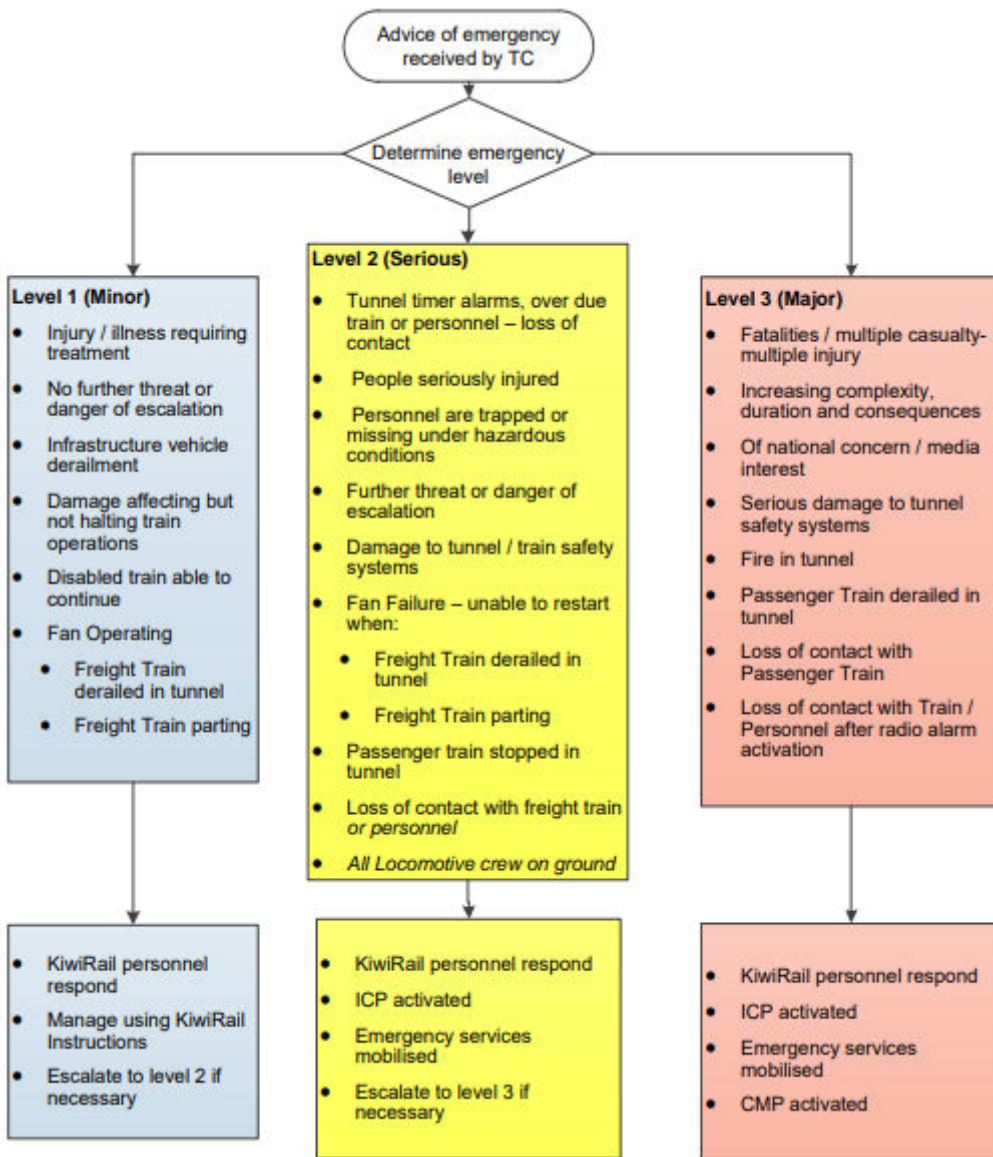 Advice of emergency
received by TC
Determine emergency
level
Level 1 (Minor)
• Injury / illness requiring
treatment
• No further threat or
danger of escalation
• Infrastructure vehicle
derailment
• Damage affecting but
not halting train
operations
• Disabled train able to
continue
• Fan Operating
• Freight Train
derailed in tunnel
• Freight Train parting
Level 2 (Serious)
• Tunnel timer alarms, over due
train or personnel – loss of
contact
• People seriously injured
• Personnel are trapped or
missing under hazardous
conditions
• Further threat or danger of
escalation
• Damage to tunnel / train safety
systems
• Fan Failure – unable to restart
when:
• Freight Train derailed in
tunnel
• Freight Train parting
• Passenger train stopped in
tunnel
• Loss of contact with freight train
or personnel
• All Locomotive crew on ground
Level 3 (Major)
• Fatalities / multiple casualty-
multiple injury
• Increasing complexity,
duration and consequences
• Of national concern / media
interest
• Serious damage to tunnel
safety systems
• Fire in tunnel
• Passenger Train derailed in
tunnel
• Loss of contact with
Passenger Train
• Loss of contact with Train /
Personnel after radio alarm
activation
• KiwiRail personnel
respond
• Manage using KiwiRail
Instructions
• Escalate to level 2 if
necessary
• KiwiRail personnel respond
• ICP activated
• Emergency services
mobilised
• Escalate to level 3 if
necessary
• KiwiRail personnel respond
• ICP activated
• Emergency services
mobilised
• CMP activated